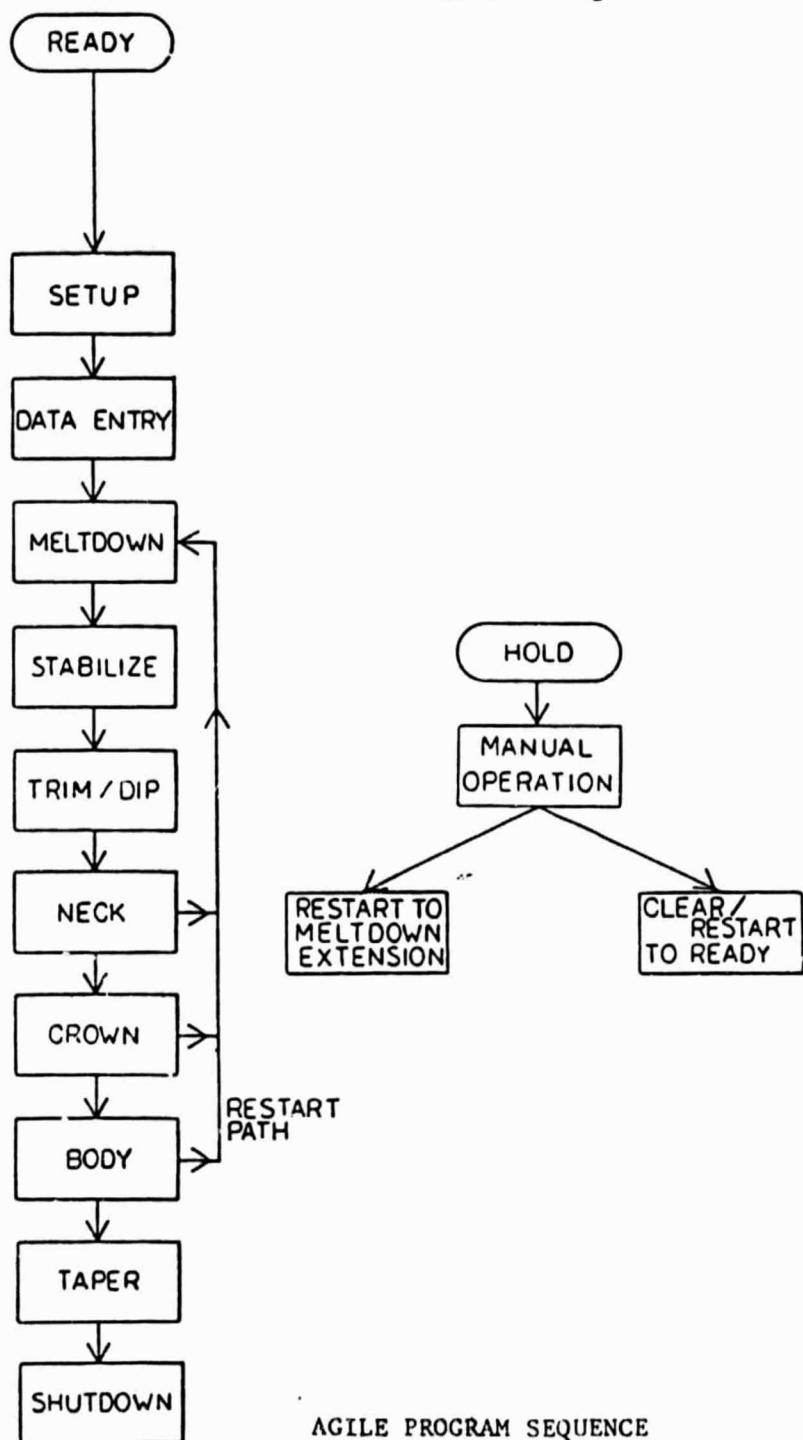 READY
SETUP
DATA ENTRY
MELTDOWN
STABILIZE
TRIM / DIP
NECK
CROWN
BODY
TAPER
SHUTDOWN
RESTART
PATH
HOLD
MANUAL
OPERATION
RESTART TO
MELTDOWN
EXTENSION
CLEAR/
RESTART
TO READY
AGILE PROGRAM SEQUENCE